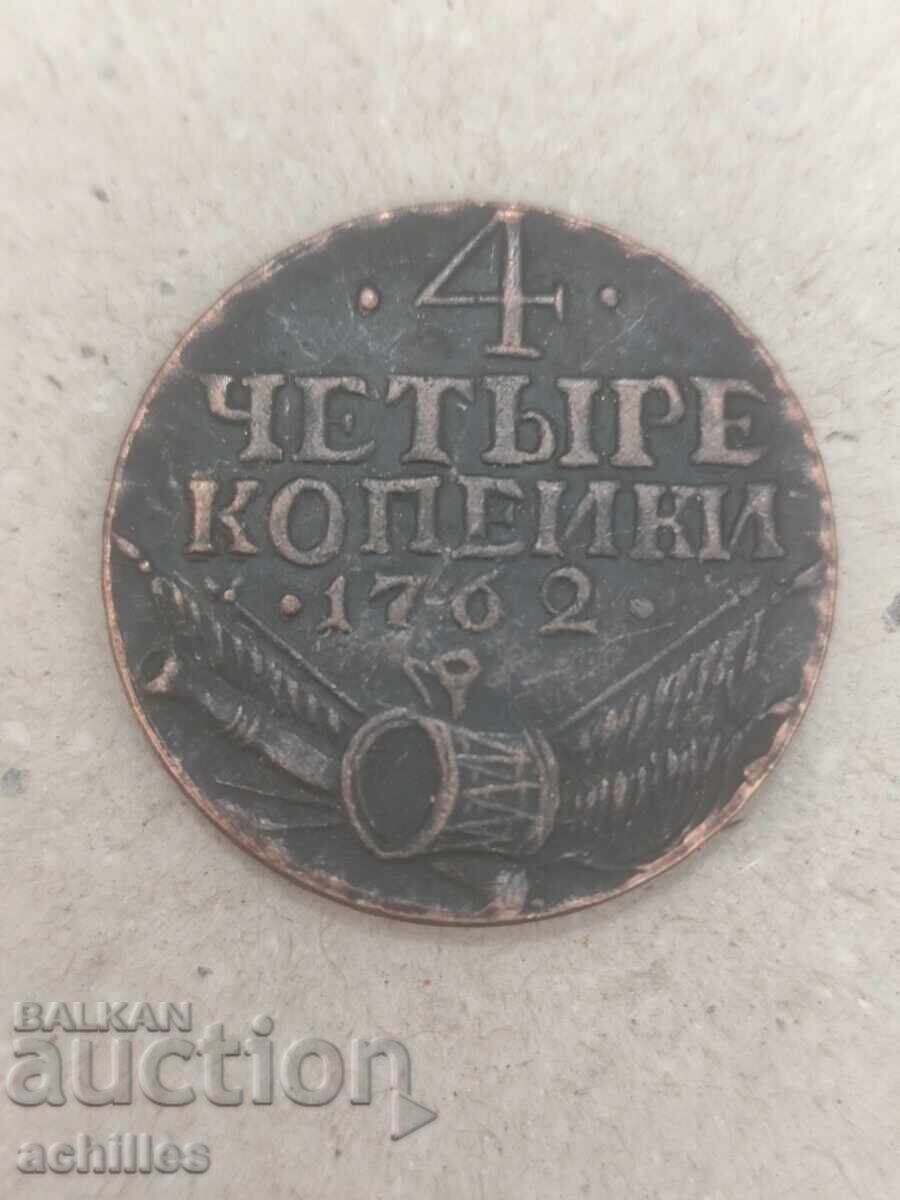 · 4 ·
ЧЕТЫРЕ
КОПЕИКИ
· 1762 ·
BALKAN
auction
achilles